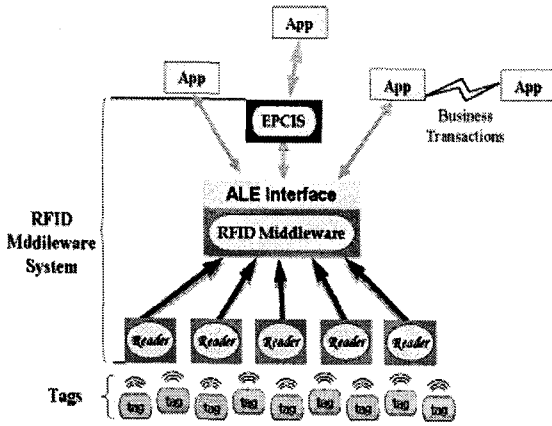 App
App
App
App
EPCIS
Business
Transactions
ALE Interface
RFID Middleware
RFID
Mddileware
System
Reader
Reader
Reader
Reader
Reader
Tags
tag
tag
tag
tag
tag
tag
tag
tag
tag